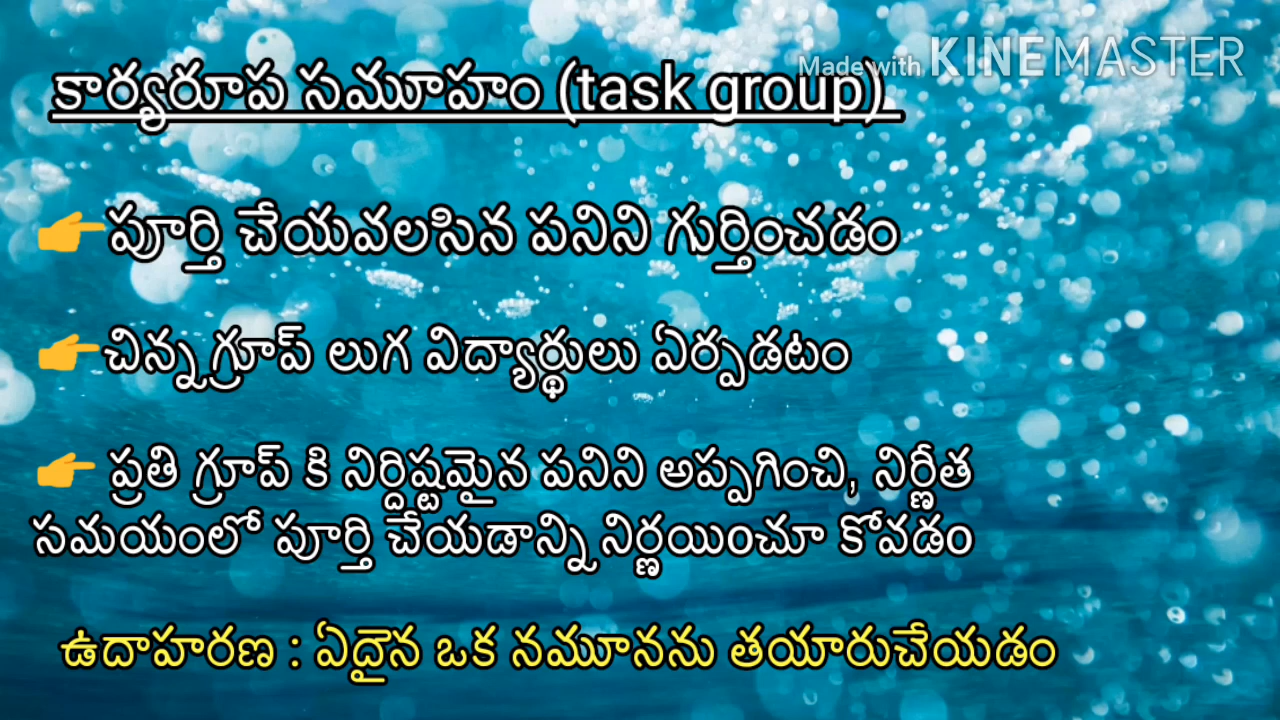 Made with KINEMASTER
కార్యరూప సమూహం (task group)
👉పూర్తి చేయవలసిన పనిని గుర్తించడం
👉చిన్న గ్రూప్ లుగ విద్యార్థులు ఏర్పడటం
👉 ప్రతి గ్రూప్ కి నిర్దిష్టమైన పనిని అప్పగించి, నిర్ణీత
సమయంలో పూర్తి చేయడాన్ని నిర్ణయించూ కోవడం
ఉదాహరణ : ఏదైన ఒక నమూనను తయారుచేయడం